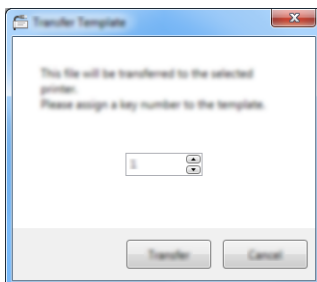 Transfer Template
This file will be transferred to the selected
printer.
Please assign a key number to the template.
Transfer
Cancel